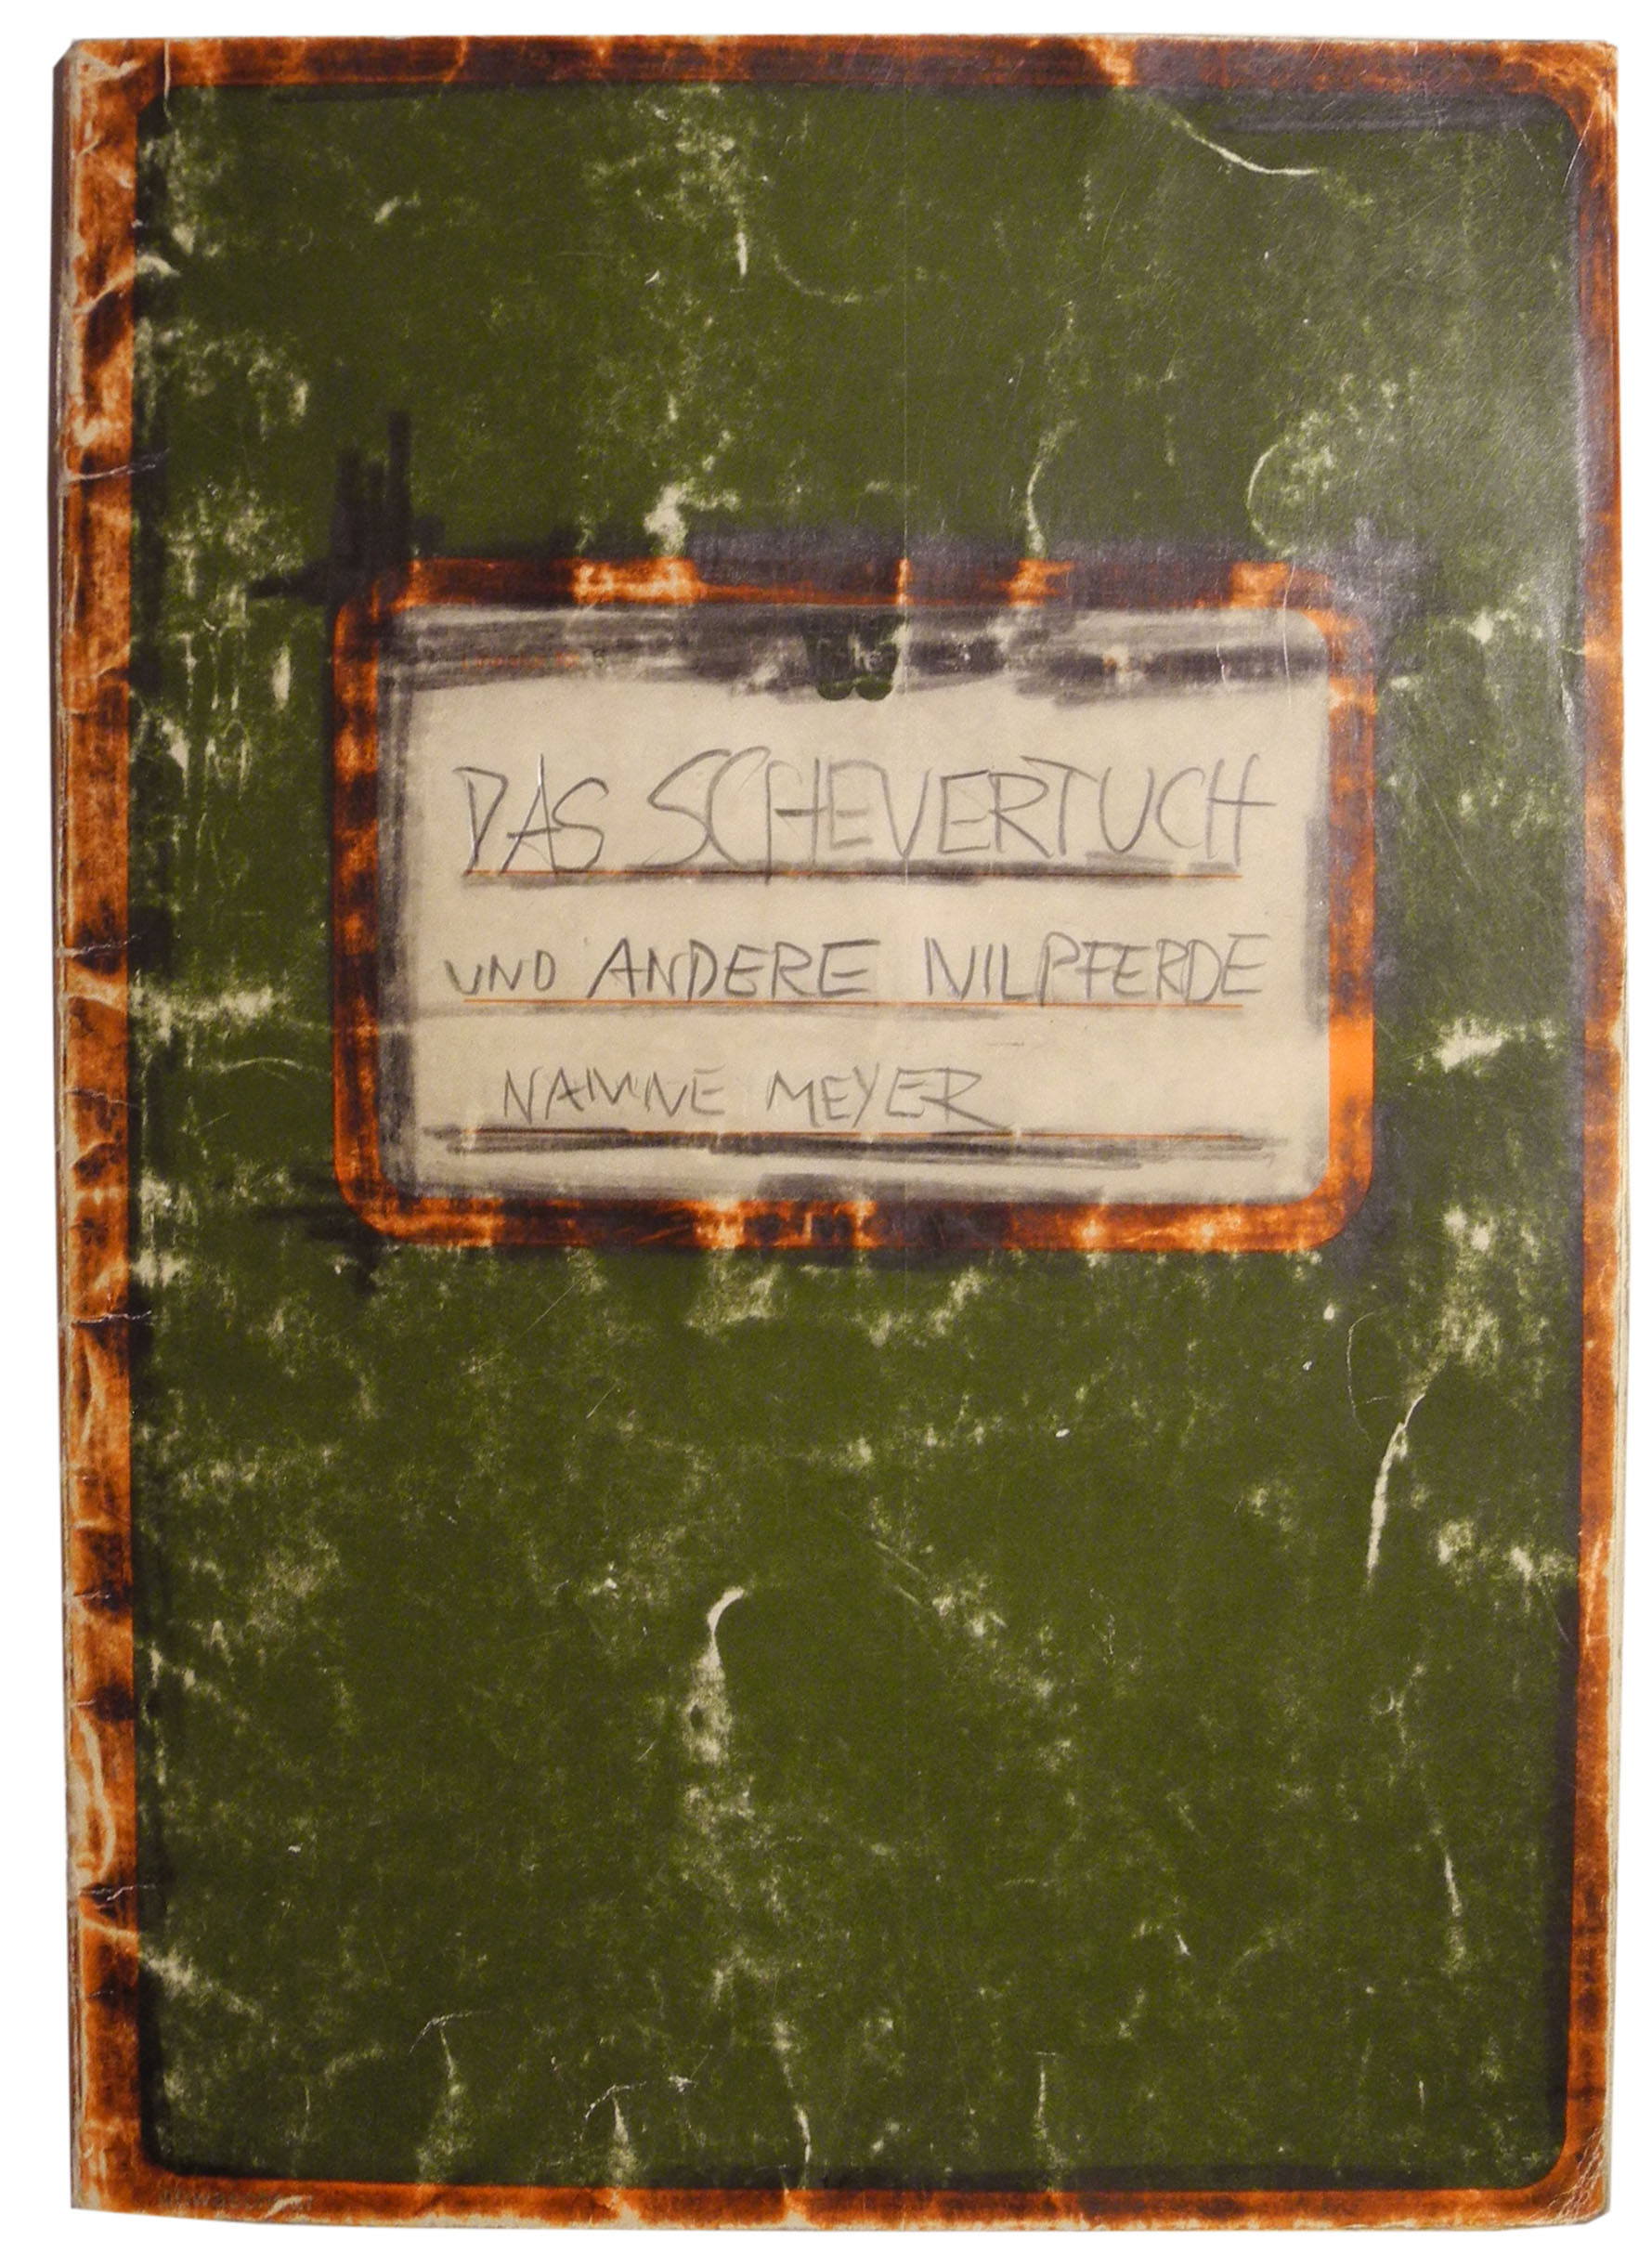 DAS SCHEVERTUCH
UND ANDERE NILPFERDE
NANNE MEYER